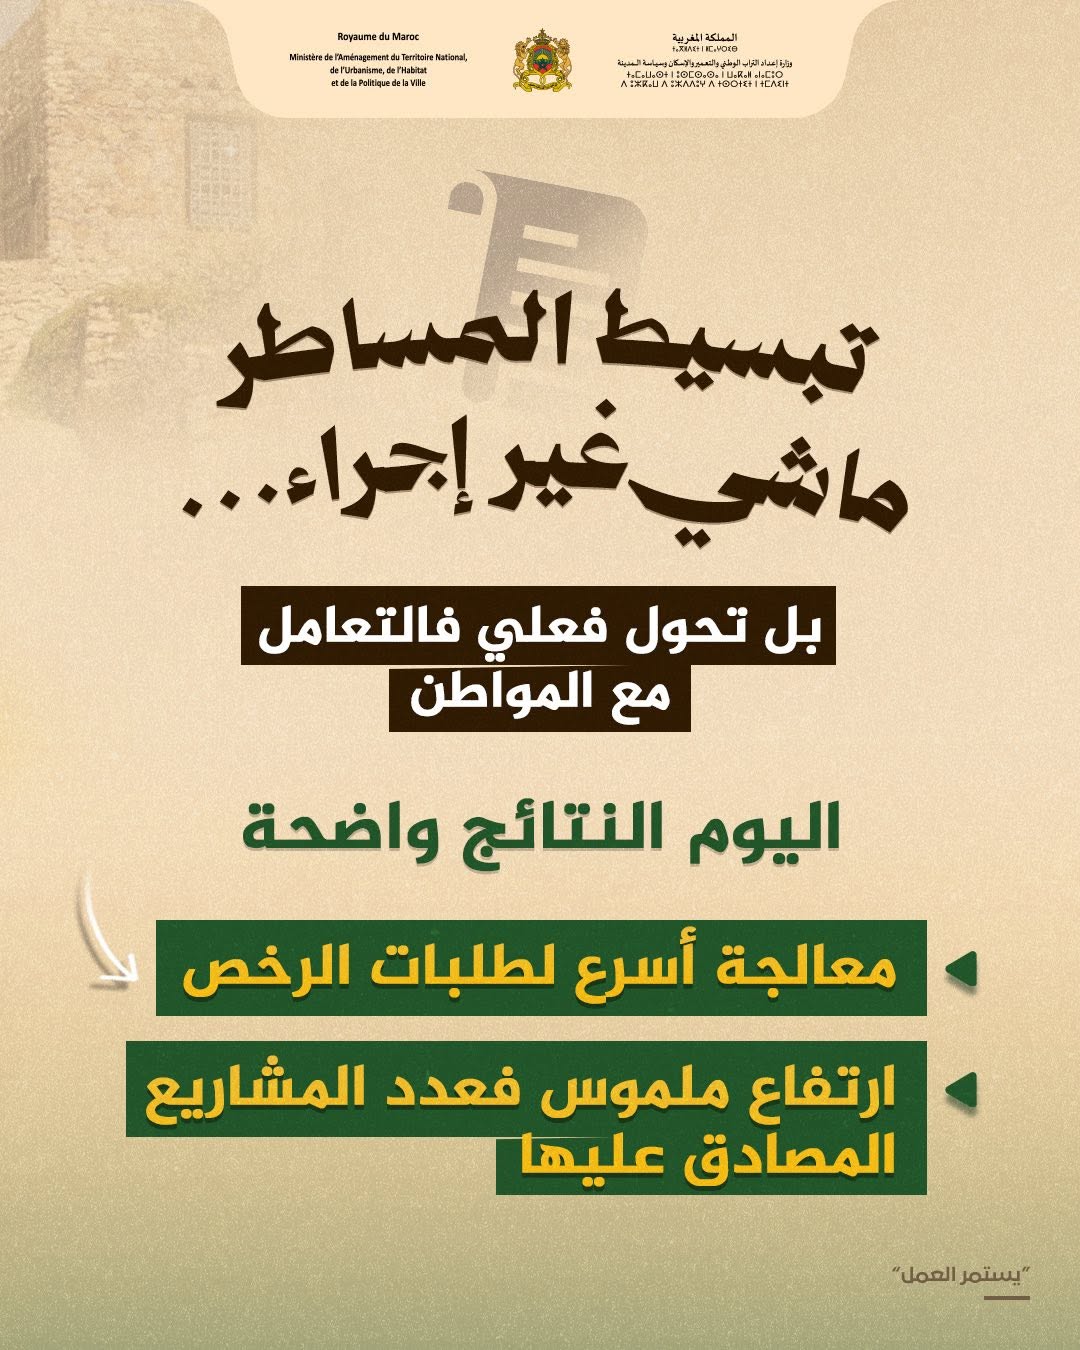 Royaume du Maroc
Ministère de l'Aménagement du Territoire National,
de l'Urbanisme, de l'Habitat
et de la Politique de la Ville
المملكة المغربية
ⵜⴰⴳⵍⴷⵉⵜ ⵏ ⵍⵎⵖⵔⵉⴱ
وزارة إعداد التراب الوطني والتعمير والإسكان وسياسة المدينة
تبسيط المساطر
ماشي غير إجراء...
بل تحول فعلي فالتعامل
مع المواطن
اليوم النتائج واضحة
معالجة أسرع لطلبات الرخص
ارتفاع ملموس فعدد المشاريع
المصادق عليها
"يستمر العمل"